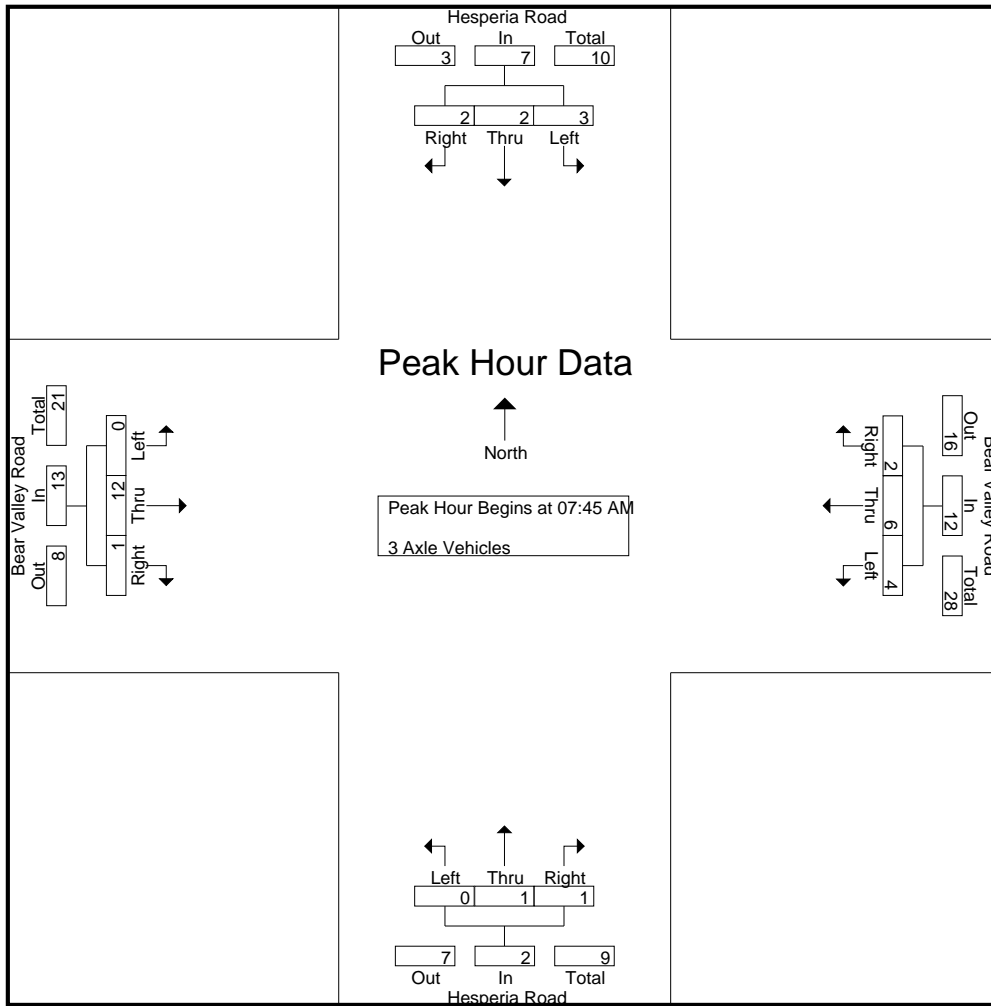 Hesperia Road
Out In Total
3 7 10
2 2 3
Right Thru Left
Peak Hour Data
North
Peak Hour Begins at 07:45 AM
3 Axle Vehicles
Bear Valley Road
Out In Total
8 13 21
1 12 0
Right Thru Left
Bear Valley Road
Out In Total
16 12 28
2 6 4
Right Thru Left
Left Thru Right
0 1 1
7 2 9
Out In Total
Hesperia Road